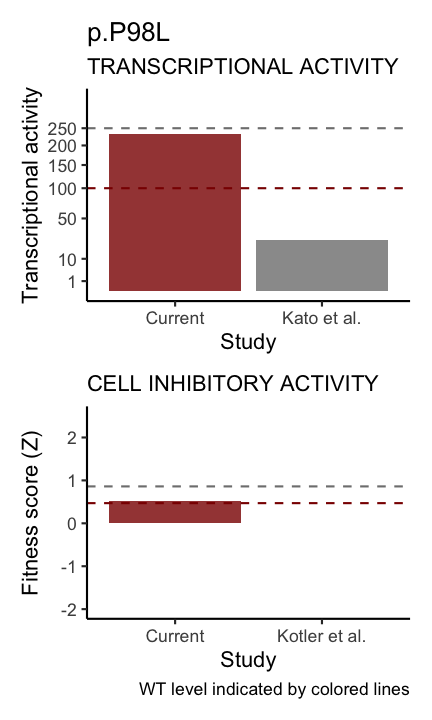 p.P98L
TRANSCRIPTIONAL ACTIVITY
Transcriptional activity
250
200
150
100
50
10
1
Current
Kato et al.
Study
CELL INHIBITORY ACTIVITY
Fitness score (Z)
2
1
0
-1
-2
Current
Kotler et al.
Study
WT level indicated by colored lines